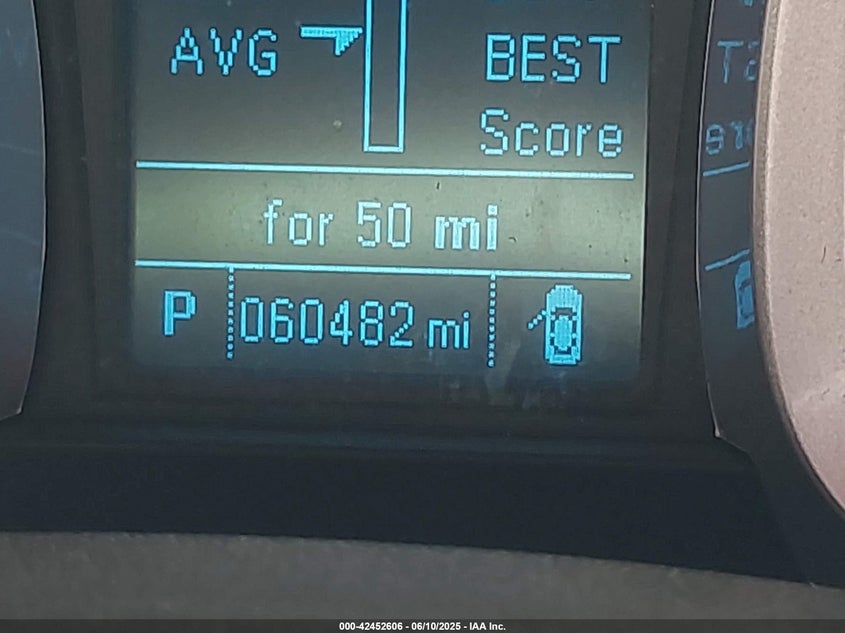 AVG
BEST
Score
for 50 mi
P 060482 mi
000-42452606 - 06/10/2025 - IAA Inc.